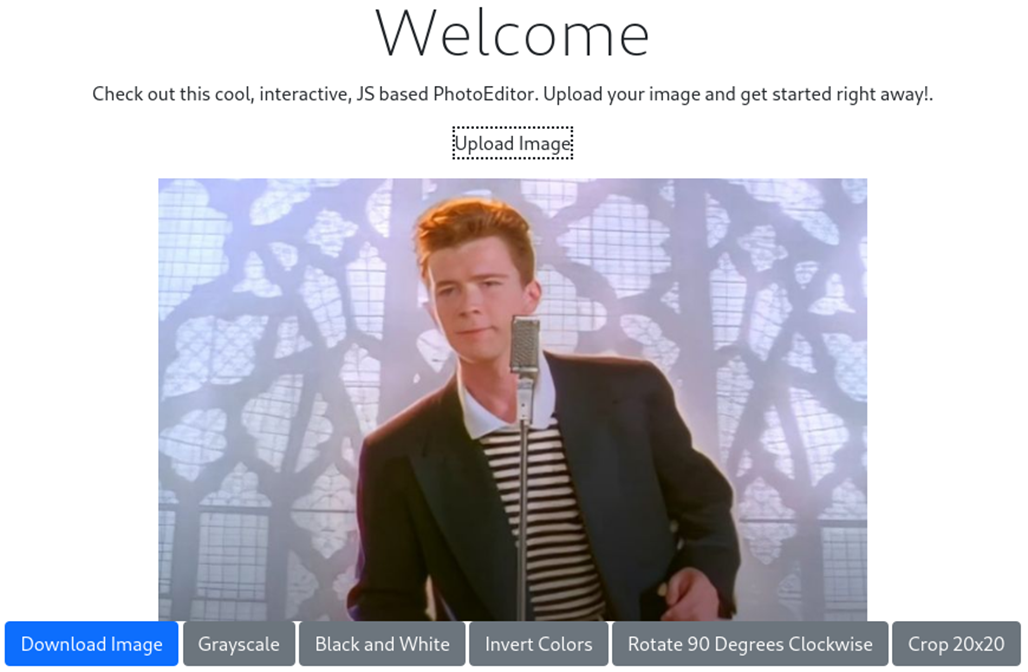 Welcome
Check out this cool, interactive, JS based PhotoEditor. Upload your image and get started right away!.
Upload Image
Download Image Grayscale Black and White Invert Colors Rotate 90 Degrees Clockwise Crop 20x20